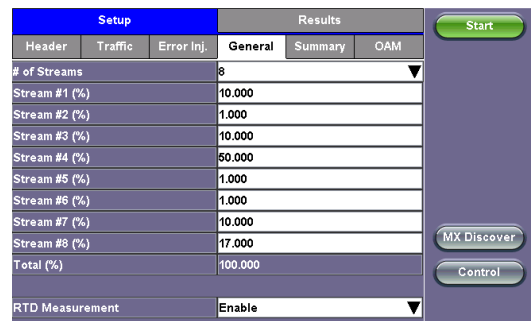 Setup Results
Start
Header Traffic Error Inj. General Summary OAM
# of Streams 8
Stream #1 (%) 10.000
Stream #2 (%) 1.000
Stream #3 (%) 10.000
Stream #4 (%) 50.000
Stream #5 (%) 1.000
Stream #6 (%) 1.000
Stream #7 (%) 10.000
Stream #8 (%) 17.000
MX Discover
Total (%) 100.000
Control
RTD Measurement Enable